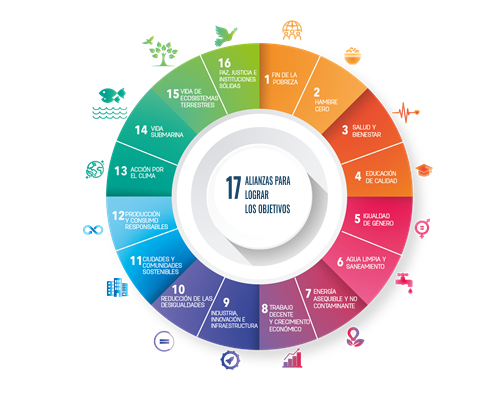 1 FIN DE LA
POBREZA
2
HAMBRE
CERO
3 SALUD Y
BIENESTAR
4 EDUCACIÓN
DE CALIDAD
5 IGUALDAD
DE GÉNERO
6 AGUA LIMPIA Y
SANEAMIENTO
7 ENERGÍA
ASEQUIBLE Y NO
CONTAMINANTE
8 TRABAJO
DECENTE
Y CRECIMIENTO
ECONÓMICO
9
INDUSTRIA,
INNOVACIÓN E
INFRAESTRUCTURA
10
REDUCCIÓN DE LAS
DESIGUALDADES
11 CIUDADES Y
COMUNIDADES
SOSTENIBLES
12 PRODUCCIÓN
Y CONSUMO
RESPONSABLES
13 ACCIÓN POR
EL CLIMA
14 VIDA
SUBMARINA
15 VIDA DE
ECOSISTEMAS
TERRESTRES
16
PAZ, JUSTICIA E
INSTITUCIONES
SÓLIDAS
17 ALIANZAS PARA
LOGRAR
LOS OBJETIVOS